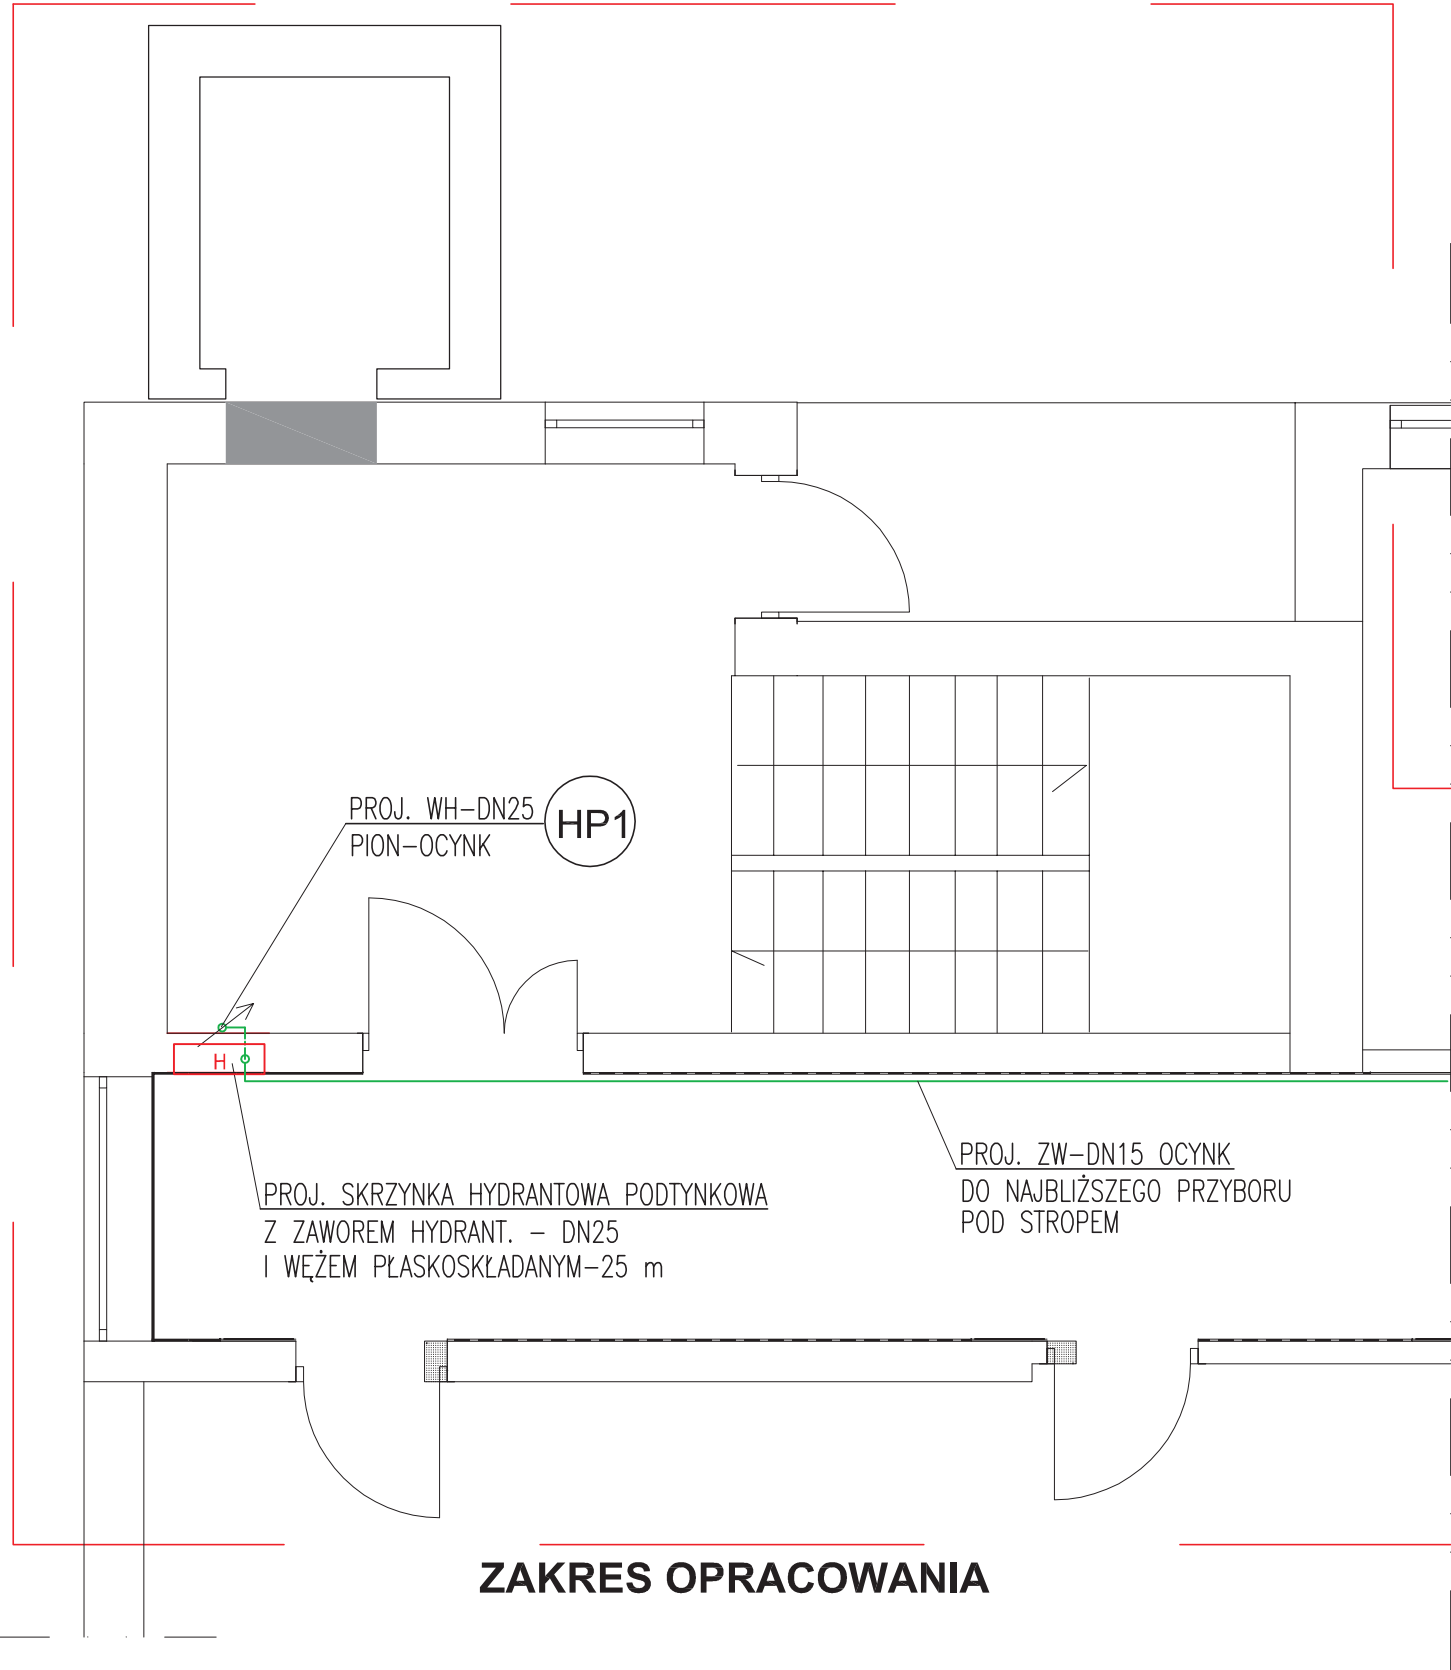 PROJ. WH-DN25
PION-OCYNK
HP1
H
PROJ. ZW-DN15 OCYNK
DO NAJBLIŻSZEGO PRZYBORU
POD STROPEM
PROJ. SKRZYNKA HYDRANTOWA PODTYNKOWA
Z ZAWOREM HYDRANT. - DN25
I WĘŻEM PŁASKOSKŁADANYM-25 m
ZAKRES OPRACOWANIA